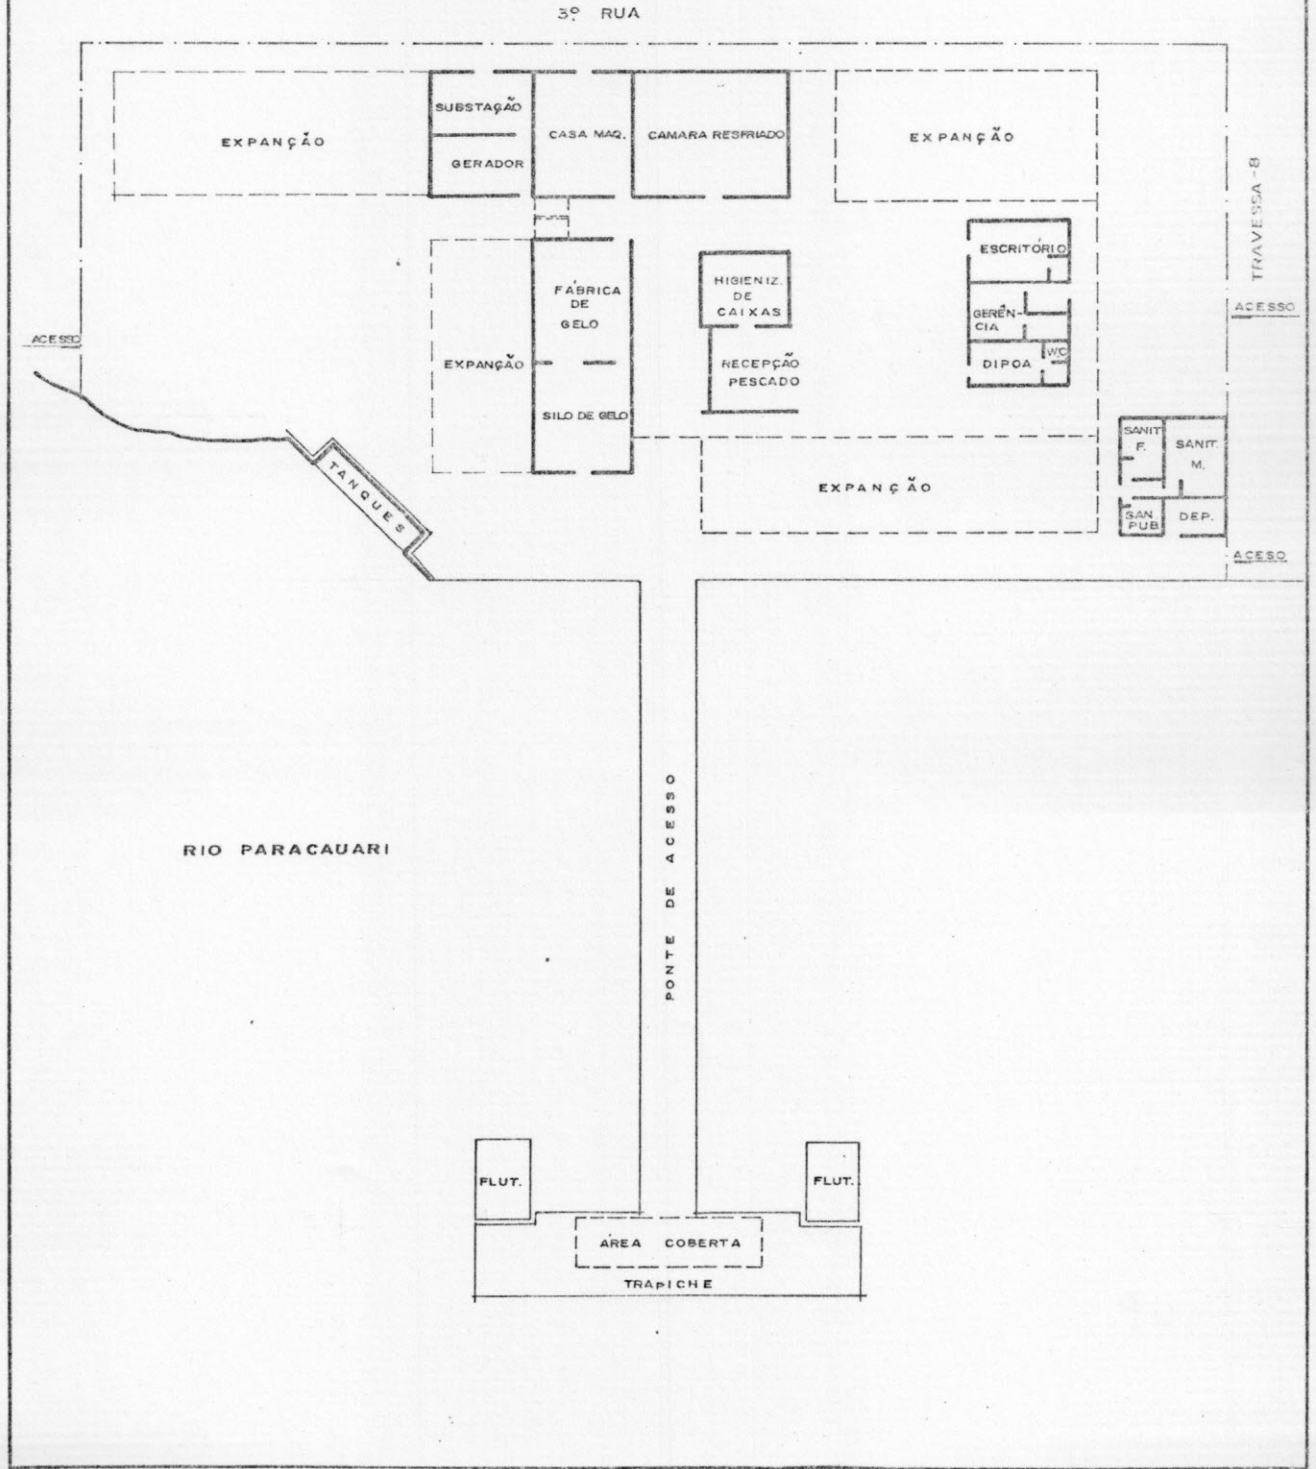 3º RUA
SUBSTAÇÃO
GERADOR
CASA MAQ.
CAMARA RESFRIADO
EXPANÇÃO
EXPANÇÃO
TRAVESSA-8
ESCRITÓRIO
HIGIENIZ.
DE
CAIXAS
FÁBRICA
DE
GELO
GERÊN-
CIA
ACESSO
ACESSO
WC
DIPOA
EXPANÇÃO
RECEPÇÃO
PESCADO
SILO DE GELO
SANIT
F.
SANIT.
M.
TANQUES
EXPANÇÃO
SAN.
PUB.
DEP.
ACESO
RIO PARACAUARI
PONTE DE ACESSO
FLUT.
FLUT.
ÁREA COBERTA
TRAPICHE